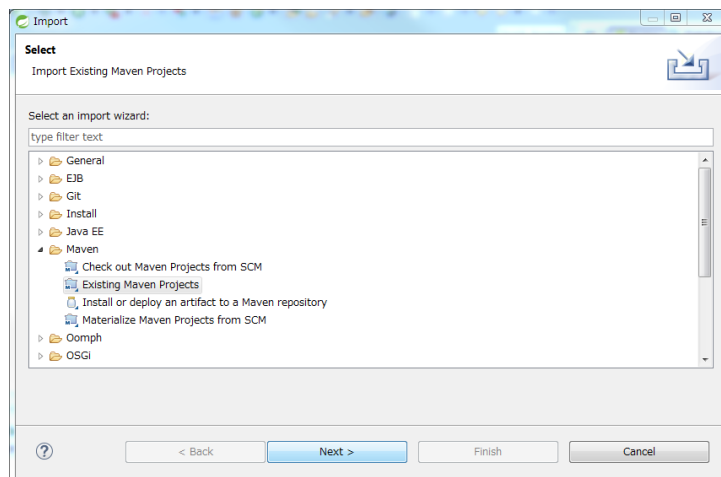 Import
Select
Import Existing Maven Projects
Select an import wizard:
type filter text
General
EJB
Git
Install
Java EE
Maven
Check out Maven Projects from SCM
Existing Maven Projects
Install or deploy an artifact to a Maven repository
Materialize Maven Projects from SCM
Oomph
OSGi
< Back
Next >
Finish
Cancel